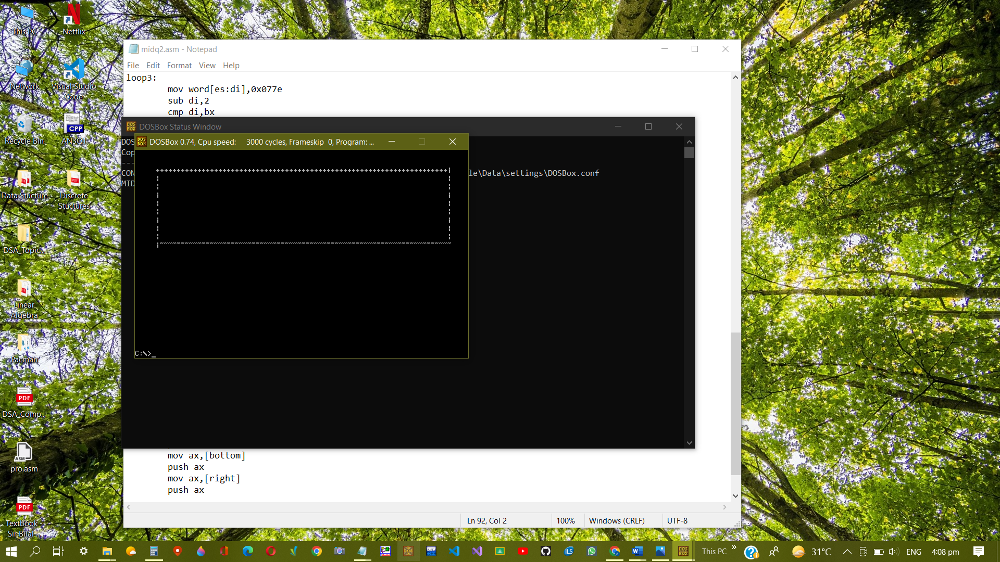 This PC
Netflix
Network
Visual Studio
Code
Recycle Bin
AN3Q1
Data Stucture
Discrete
Stuctures
DSA_Topic...
Linear
Algebra
Pacman
PDF
DSA_Comp...
ASM
pro.asm
PDF
Textbook -
Sir Bilal ...
midq2.asm - Notepad
File Edit Format View Help
loop3:
mov word[es:di],0x077e
sub di,2
cmp di,bx
DOSBox Status Window
DOS
Cop
CON
MID
le\Data\settings\DOSBox.conf
DOSBox 0.74, Cpu speed: 3000 cycles, Frameskip 0, Program: ...
C:\>_
mov ax,[bottom]
push ax
mov ax,[right]
push ax
Ln 92, Col 2
100%
Windows (CRLF)
UTF-8
This PC
31°C
ENG
4:08 pm